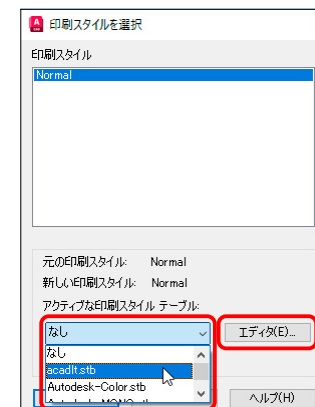 印刷スタイルを選択
印刷スタイル
Normal
元の印刷スタイル: Normal
新しい印刷スタイル: Normal
アクティブな印刷スタイル テーブル:
なし エディタ(E)...
なし
acadlt.stb
Autodesk-Color.stb
ヘルプ(H)